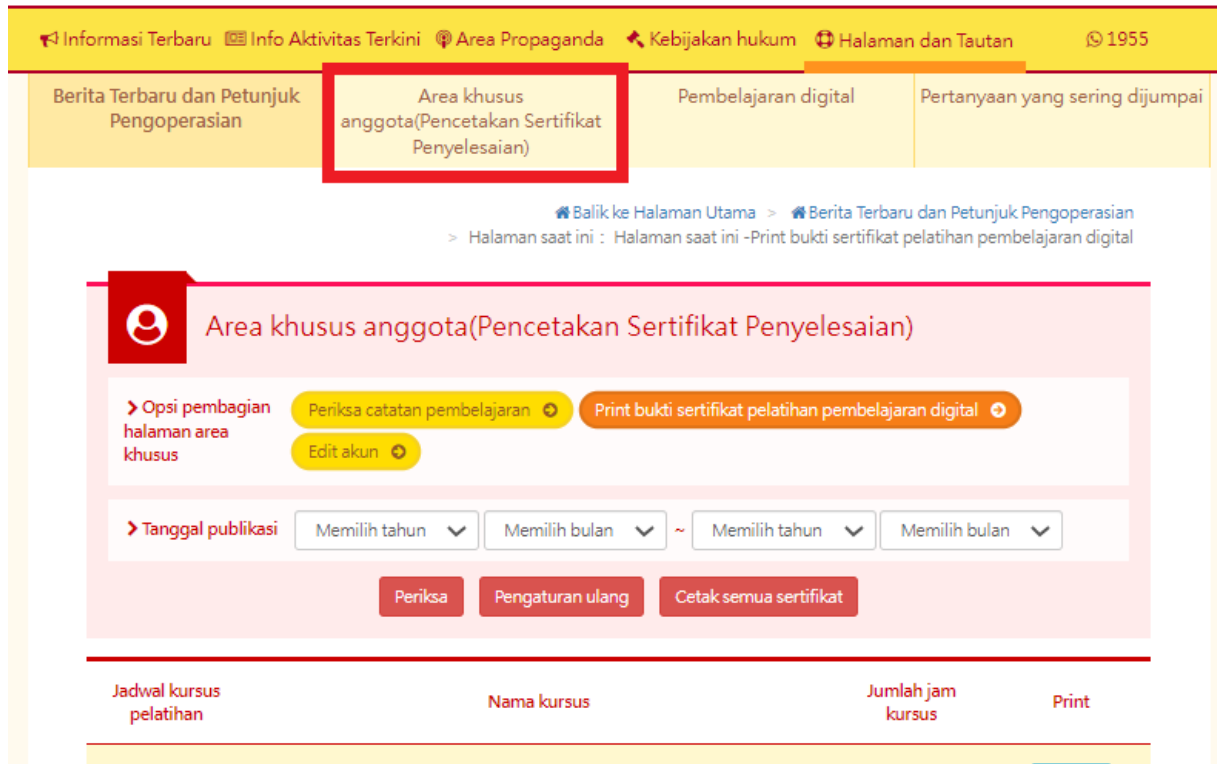 Informasi Terbaru Info Aktivitas Terkini Area Propaganda Kebijakan hukum Halaman dan Tautan 1955
Berita Terbaru dan Petunjuk
Pengoperasian
Area khusus
anggota(Pencetakan Sertifikat
Penyelesaian)
Pembelajaran digital
Pertanyaan yang sering dijumpai
Balik ke Halaman Utama > Berita Terbaru dan Petunjuk Pengoperasian
> Halaman saat ini : Halaman saat ini -Print bukti sertifikat pelatihan pembelajaran digital
Area khusus anggota(Pencetakan Sertifikat Penyelesaian)
Opsi pembagian
halaman area
khusus
Periksa catatan pembelajaran
Print bukti sertifikat pelatihan pembelajaran digital
Edit akun
Tanggal publikasi
Memilih tahun Memilih bulan ~ Memilih tahun Memilih bulan
Periksa Pengaturan ulang Cetak semua sertifikat
Jadwal kursus
pelatihan
Nama kursus
Jumlah jam
kursus
Print